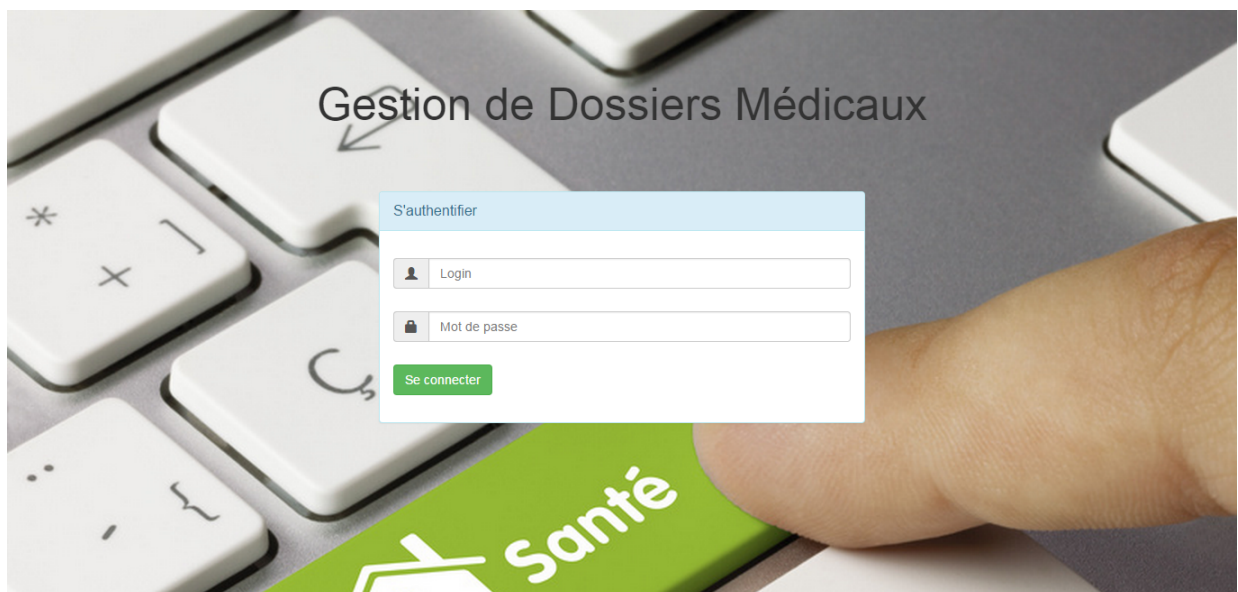 Gestion de Dossiers Médicaux
S'authentifier
Login
Mot de passe
Se connecter
*
+
]
Ç
¨
{
Santé